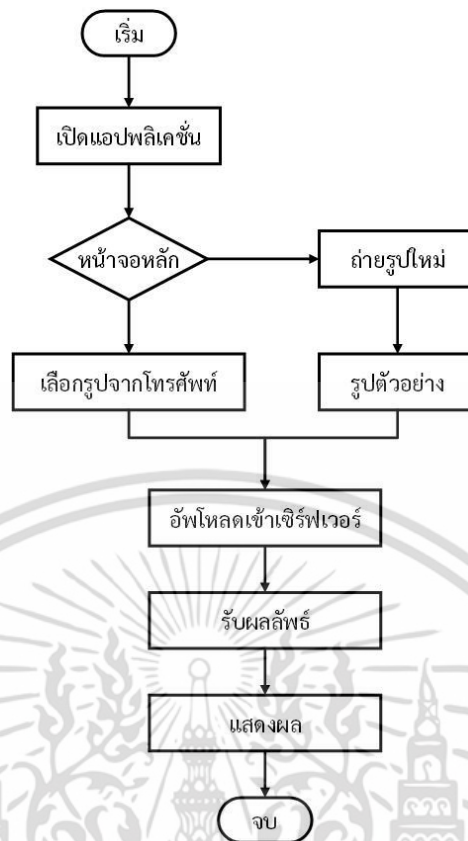 เริ่ม
เปิดแอปพลิเคชั่น
หน้าจอหลัก
ถ่ายรูปใหม่
เลือกรูปจากโทรศัพท์
รูปตัวอย่าง
อัพโหลดเข้าเซิร์ฟเวอร์
รับผลลัพธ์
แสดงผล
จบ